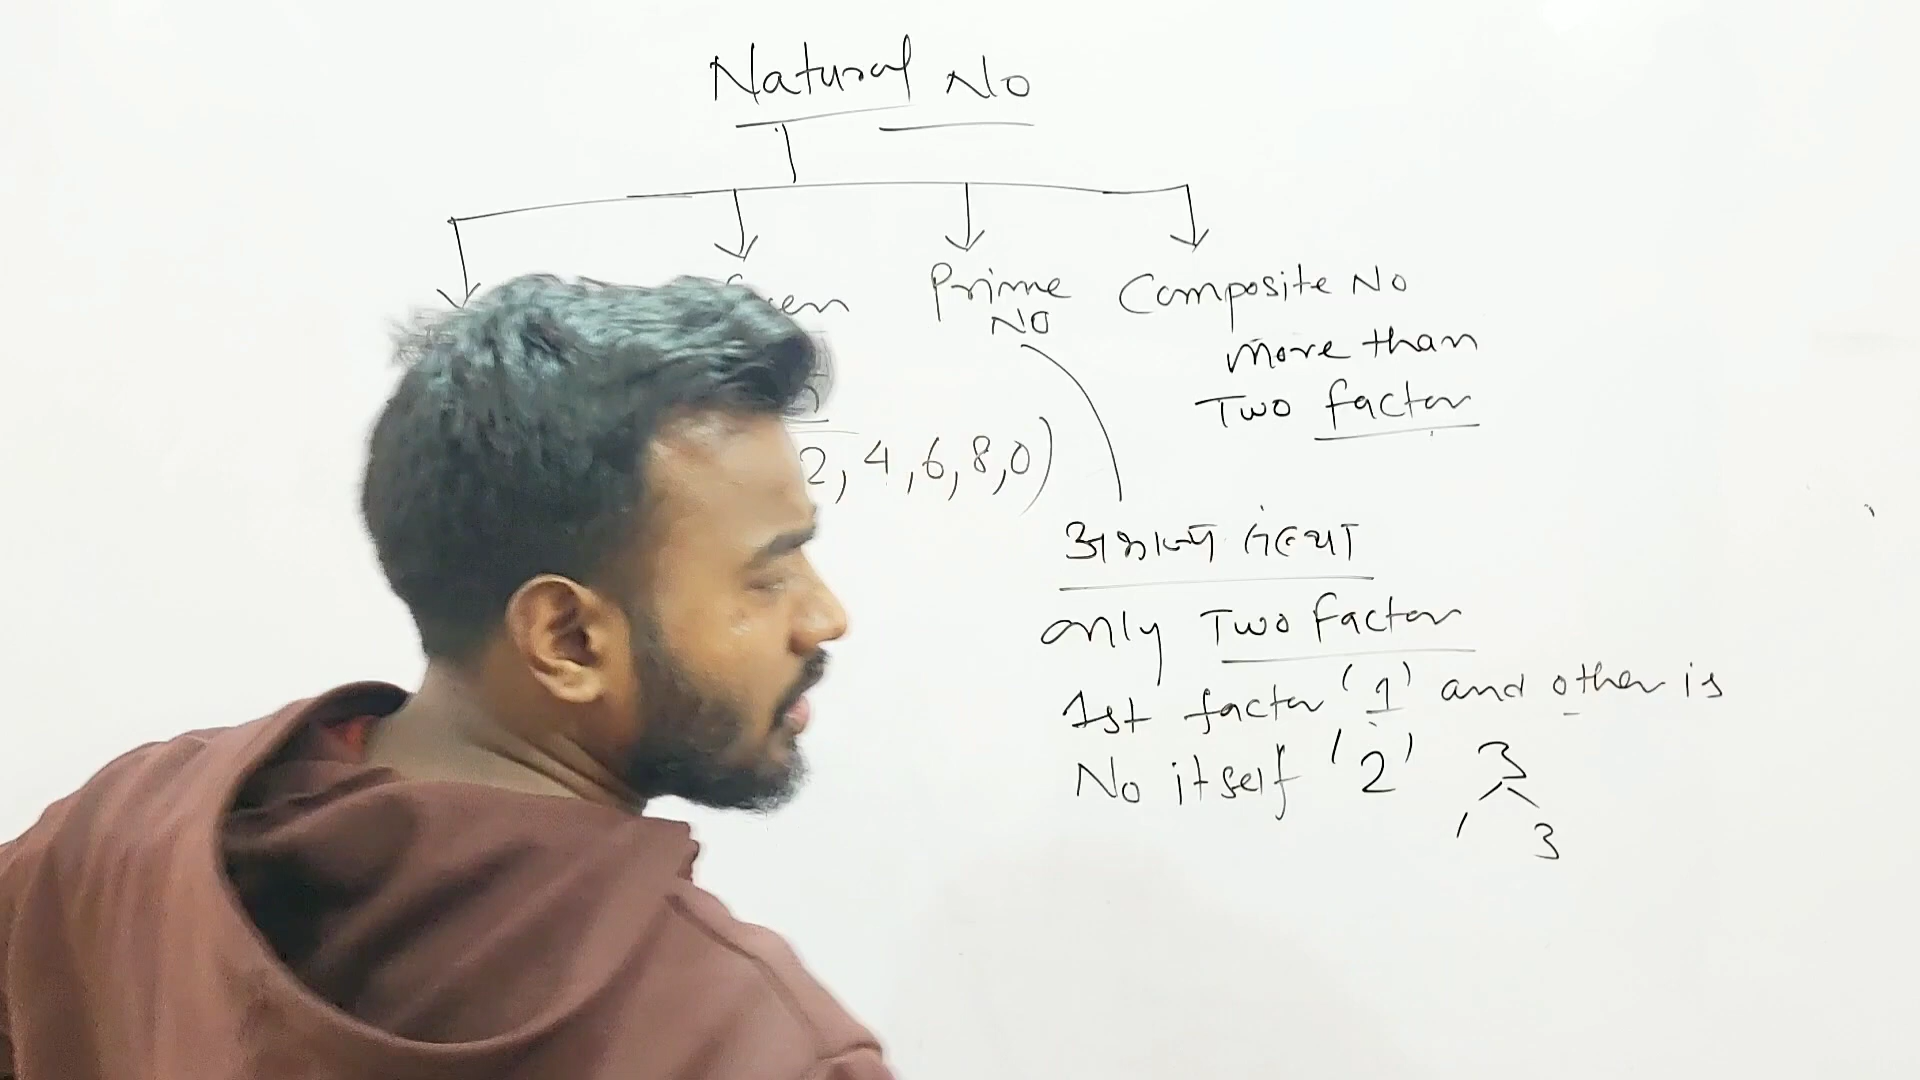 Natural No
Prime
NO
Composite No
more than
Two factor
2, 4, 6, 8, 0)
अभाज्य संख्या
only Two factor
1st factor '1' and other is
No itself '2' 3
1 3